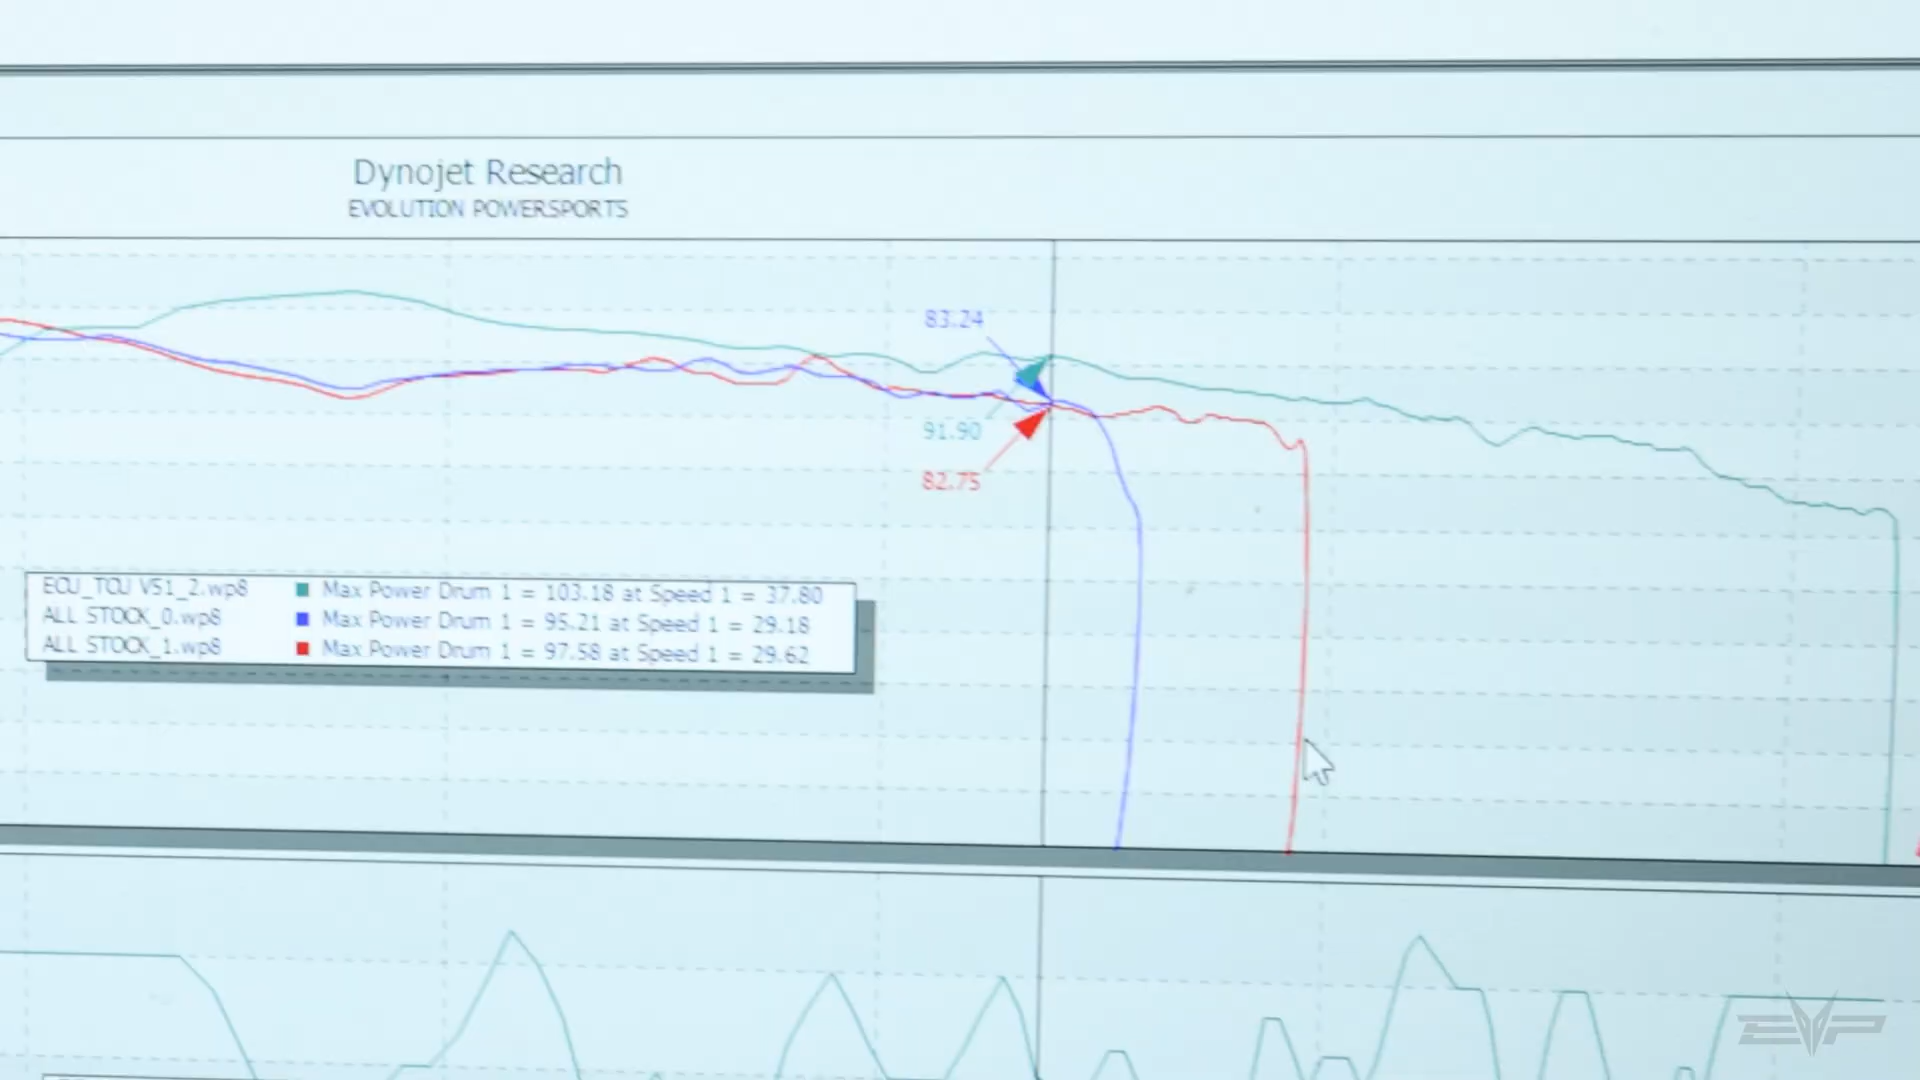 Dynojet Research
EVOLUTION POWERSPORTS
83.24
91.90
82.75
ECU_TCU VS1_2.wp8 Max Power Drum 1 = 103.18 at Speed 1 = 37.80
ALL STOCK_0.wp8 Max Power Drum 1 = 95.21 at Speed 1 = 29.18
ALL STOCK_1.wp8 Max Power Drum 1 = 97.58 at Speed 1 = 29.62
EVP